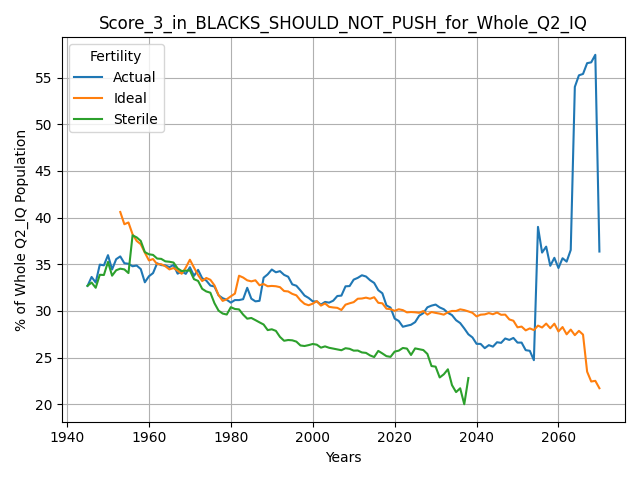 Score_3_in_BLACKS_SHOULD_NOT_PUSH_for_Whole_Q2_IQ
Fertility
Actual
Ideal
Sterile
% of Whole Q2_IQ Population
55
50
45
40
35
30
25
20
1940 1960 1980 2000 2020 2040 2060
Years